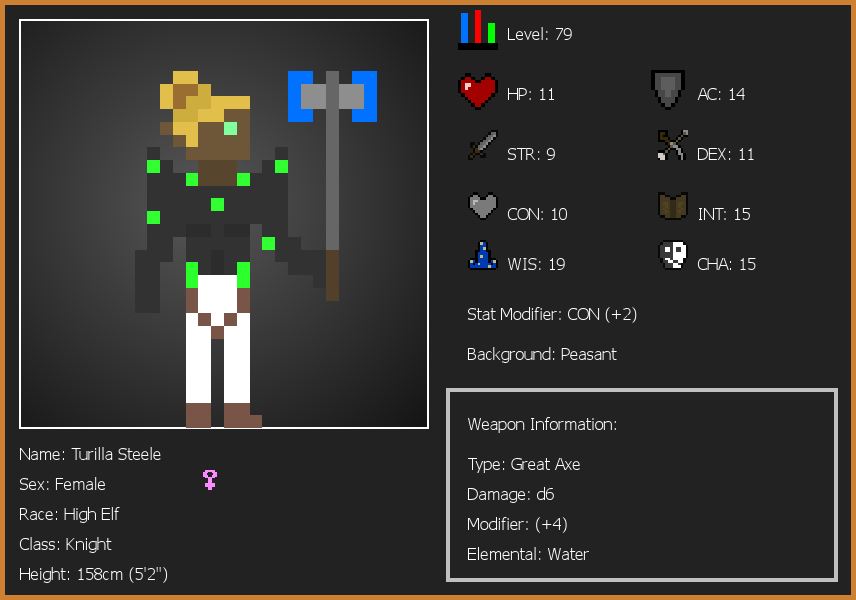 Level: 79
HP: 11
AC: 14
STR: 9
DEX: 11
CON: 10
INT: 15
WIS: 19
CHA: 15
Stat Modifier: CON (+2)
Background: Peasant
Weapon Information:
Type: Great Axe
Damage: d6
Modifier: (+4)
Elemental: Water
Name: Turilla Steele
Sex: Female
Race: High Elf
Class: Knight
Height: 158cm (5'2")